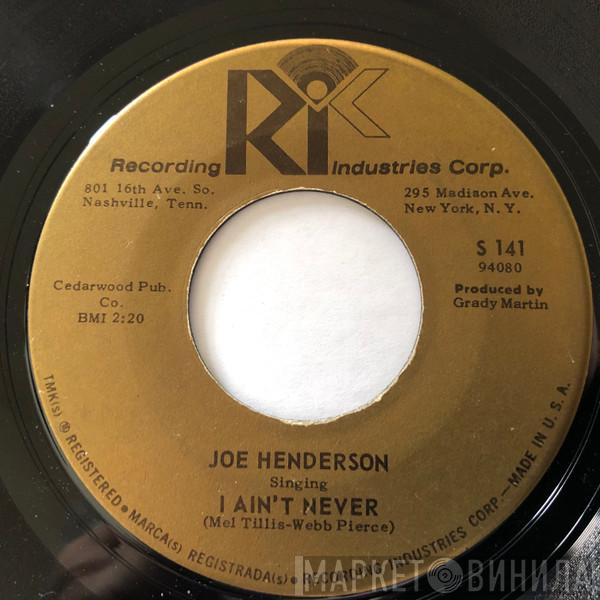 RIC
Recording Industries Corp.
801 16th Ave. So.
Nashville, Tenn.
295 Madison Ave.
New York, N. Y.
S 141
94080
Cedarwood Pub.
Co.
BMI 2:20
Produced by
Grady Martin
JOE HENDERSON
Singing
I AIN'T NEVER
(Mel Tillis-Webb Pierce)
TMK(s) ® REGISTERED • MARCA(s) REGISTRADA(s) • RECORDING INDUSTRIES CORP.—MADE IN U. S. A.
МАРКЕТ ВИНИЛА